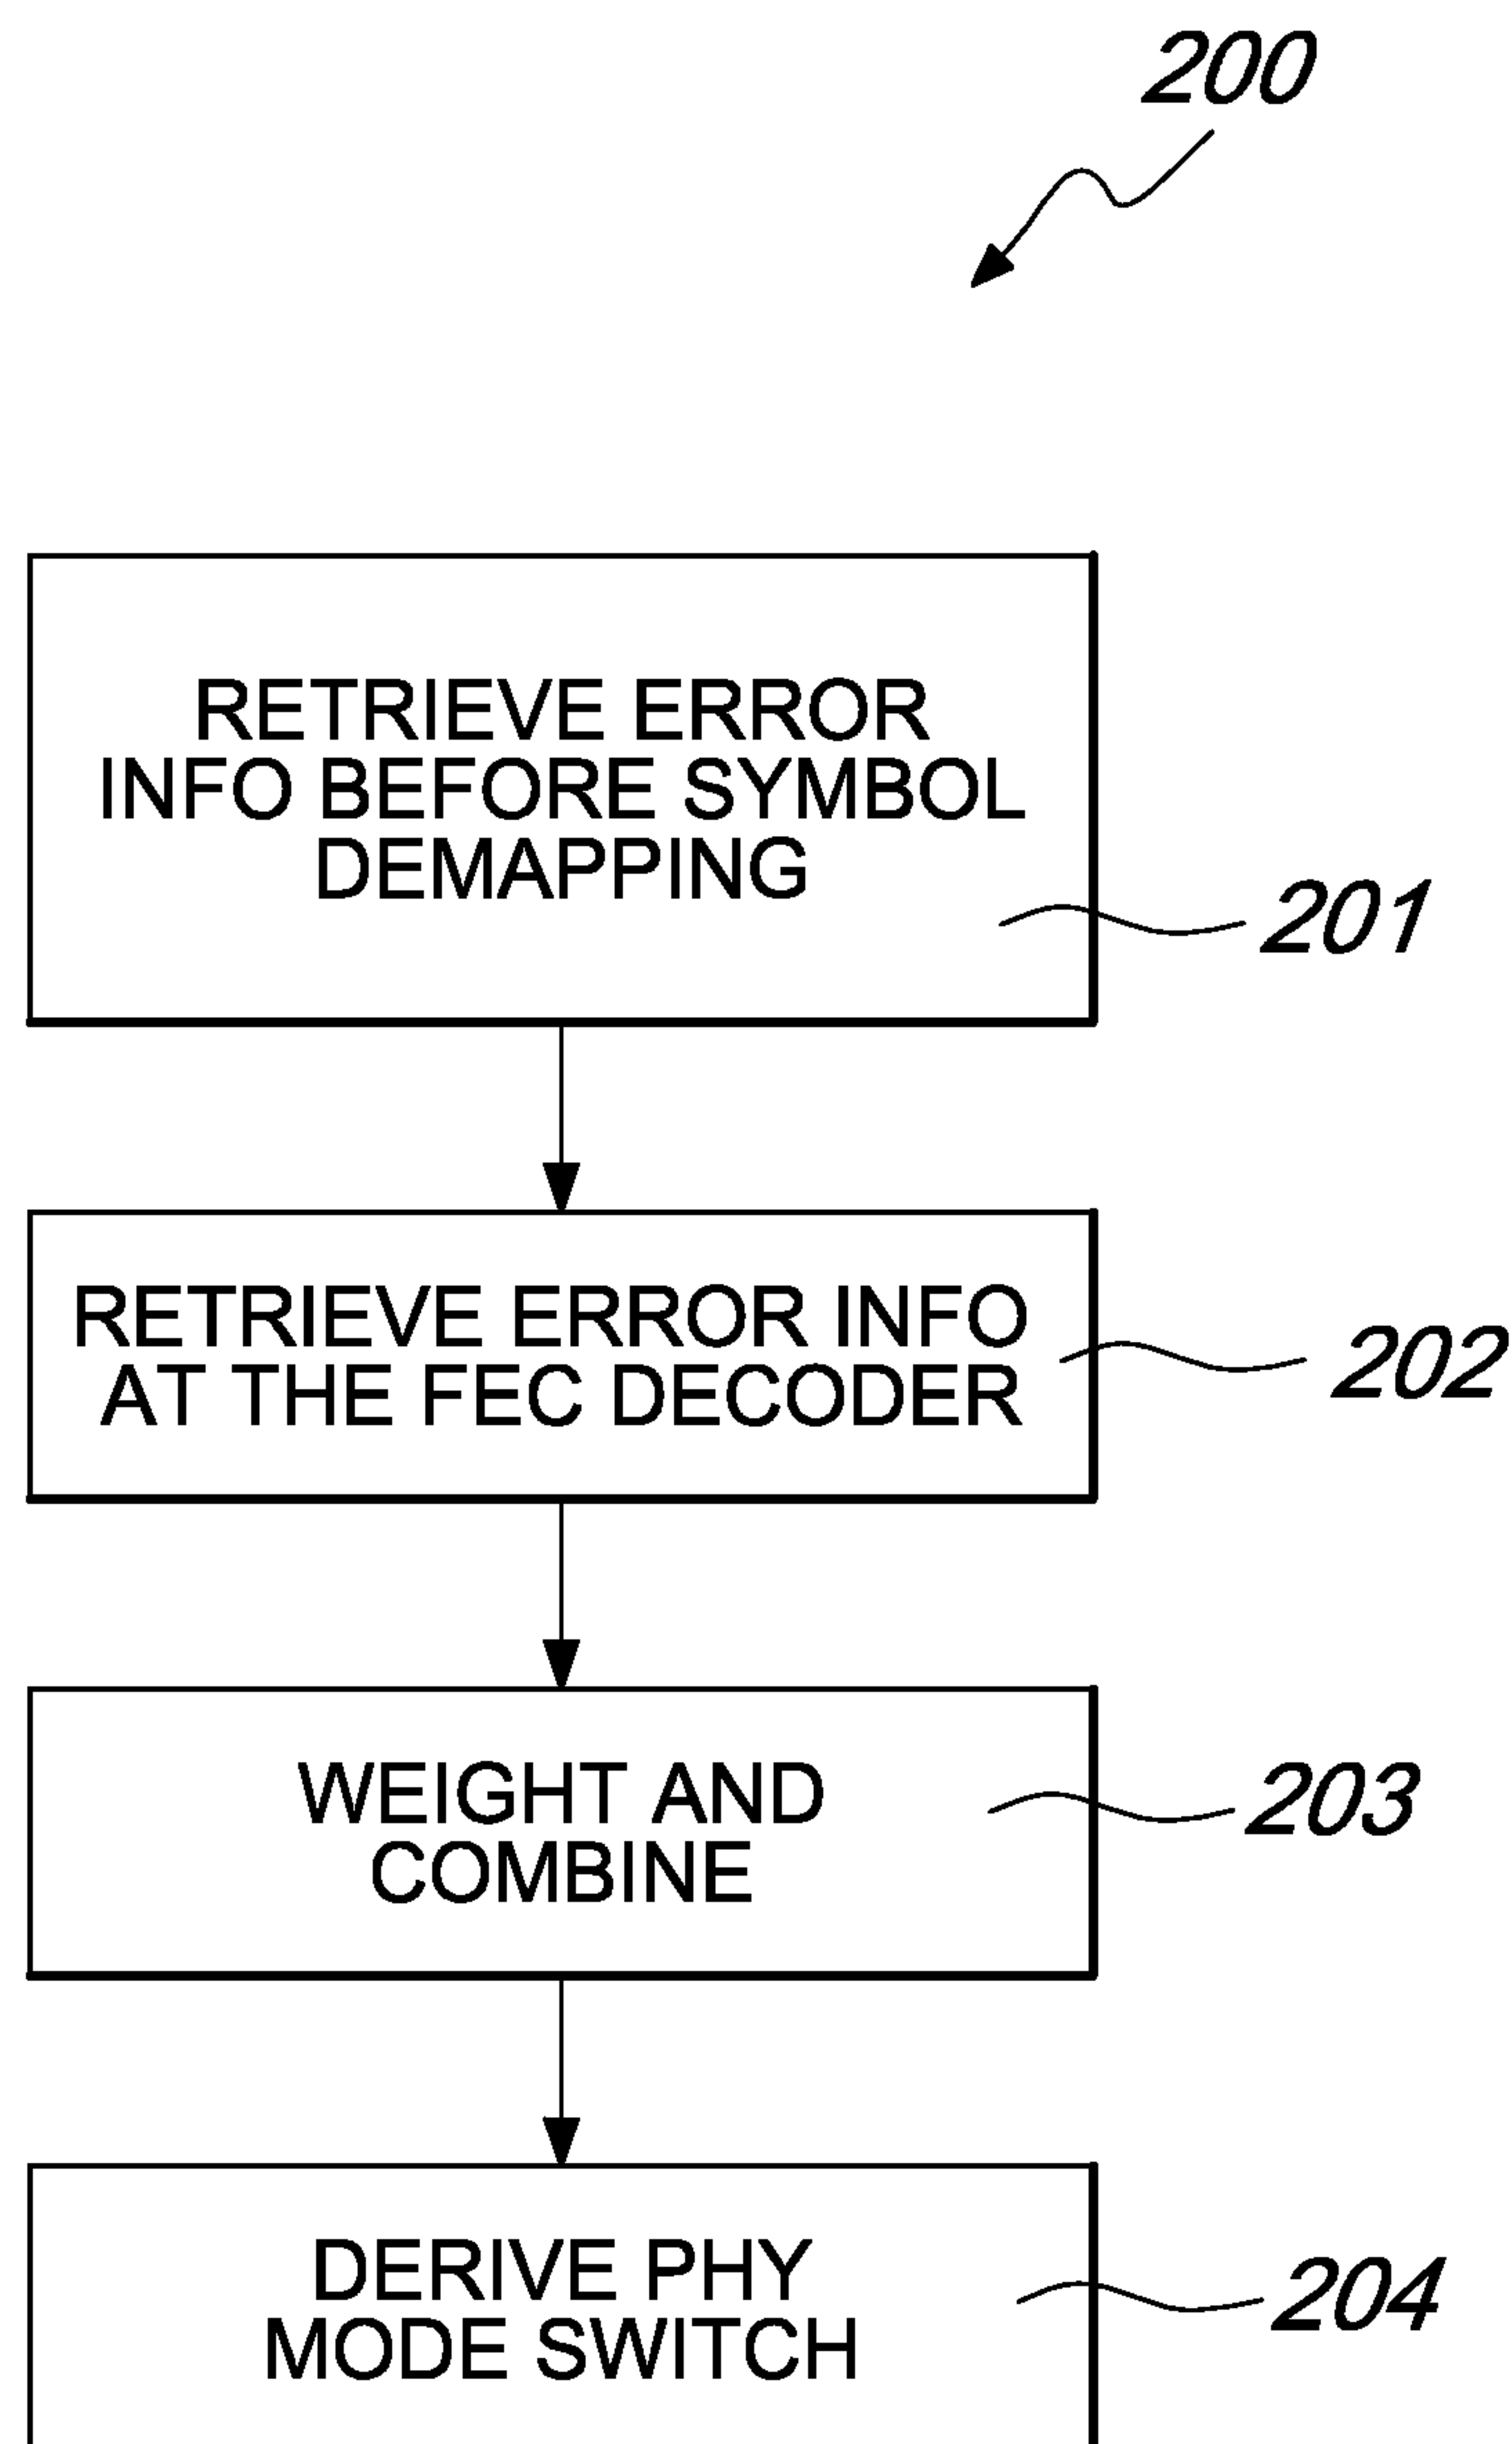 200
RETRIEVE ERROR
INFO BEFORE SYMBOL
DEMAPPING
201
RETRIEVE ERROR INFO
AT THE FEC DECODER
202
WEIGHT AND
COMBINE
203
DERIVE PHY
MODE SWITCH
204